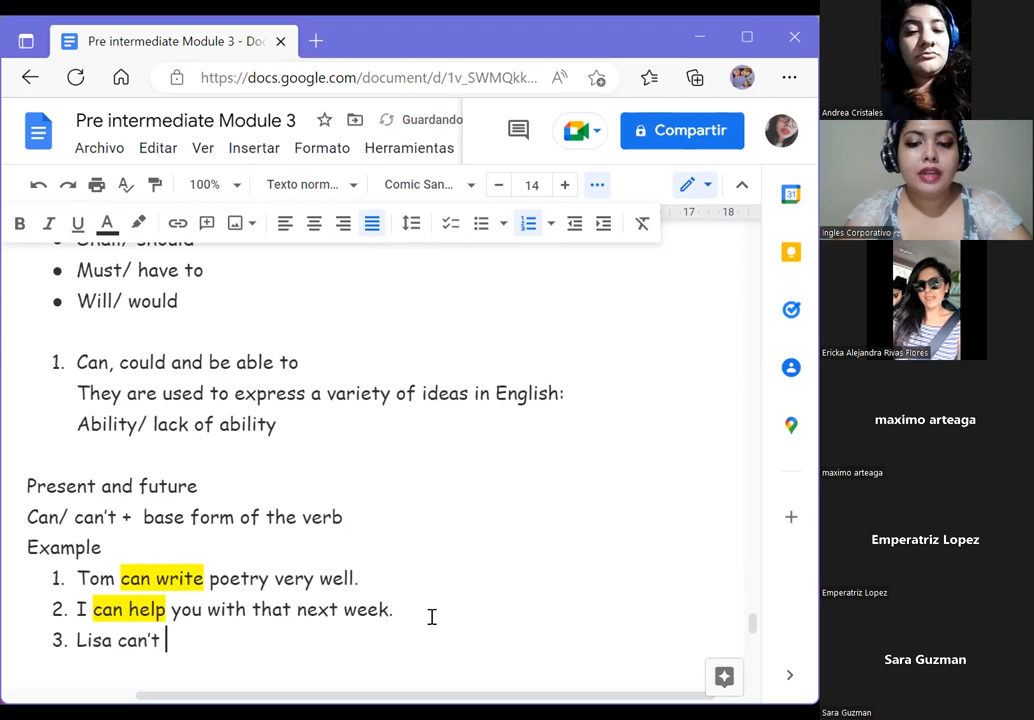 Pre intermediate Module 3 - Doc
https://docs.google.com/document/d/1v_SWMQkk...
Pre intermediate Module 3
Guardando
Archivo Editar Ver Insertar Formato Herramientas
Compartir
100% Texto norm... Comic San... 14
17 18
Shall/ should
Must/ have to
Will/ would
1. Can, could and be able to
They are used to express a variety of ideas in English:
Ability/ lack of ability
Present and future
Can/ can't + base form of the verb
Example
1. Tom can write poetry very well.
2. I can help you with that next week.
3. Lisa can't
Andrea Cristales
Ingles Corporativo
Ericka Alejandra Rivas Flores
maximo arteaga
maximo arteaga
Emperatriz Lopez
Emperatriz Lopez
Sara Guzman
Sara Guzman